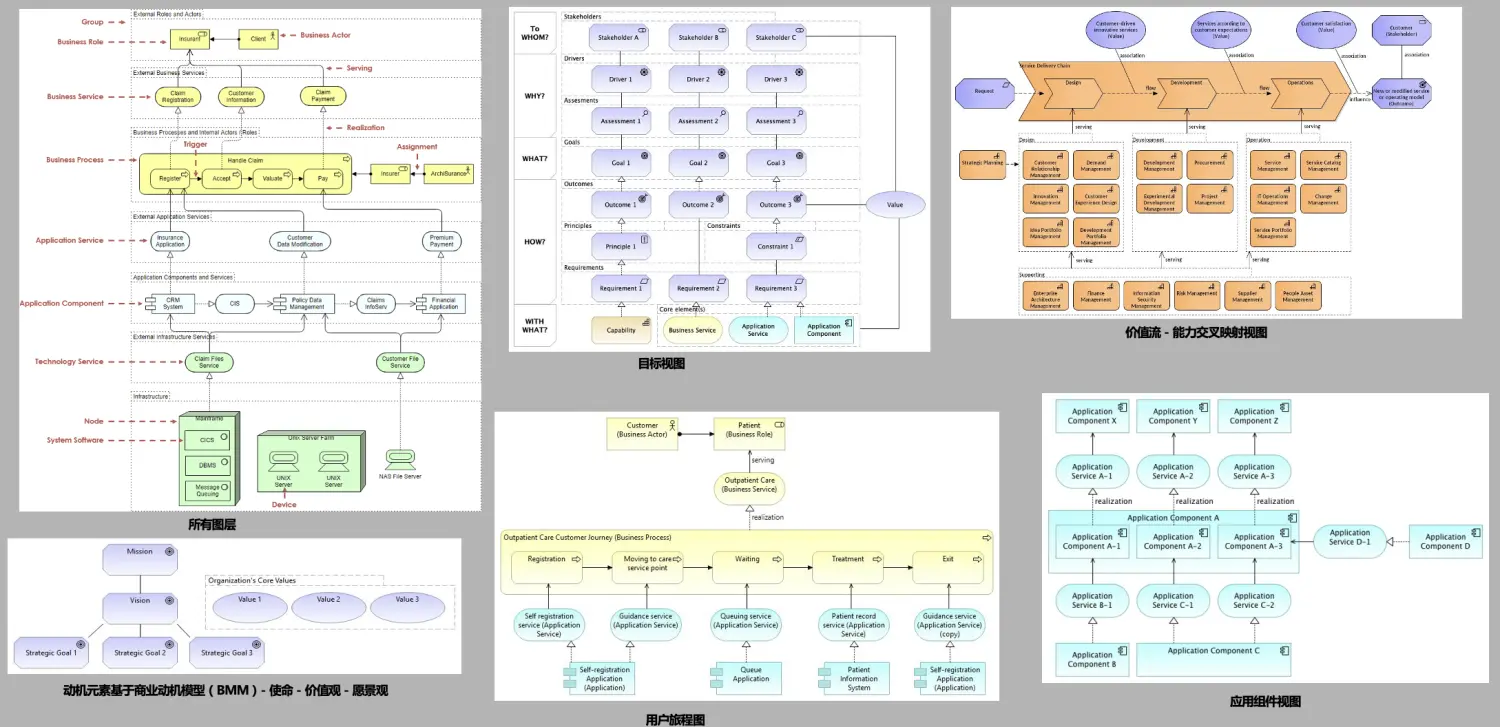 External Roles and Actors
Group
Business Role
Insurant
Client
Business Actor
Serving
External Business Services
Business Service
Claim
Registration
Customer
Information
Claim
Payment
Realization
Business Processes and Internal Actors / Roles
Trigger
Assignment
Business Process
Handle Claim
Register
Accept
Valuate
Pay
Insurer
ArchiSurance
External Application Services
Application Service
Insurance
Application
Customer
Data Modification
Premium
Payment
Application Components and Services
Application Component
CRM
System
CIS
Policy Data
Management
Claims
InfoServ
Financial
Application
External Infrastructure Services
Technology Service
Claim Files
Service
Customer File
Service
Infrastructure
Node
Mainframe
System Software
CICS
DBMS
Message
Queuing
Unix Server Farm
UNIX
Server
UNIX
Server
NAS File Server
Device
所有图层
To
WHOM?
WHY?
WHAT?
HOW?
WITH
WHAT?
Stakeholders
Stakeholder A
Stakeholder B
Stakeholder C
Drivers
Driver 1
Driver 2
Driver 3
Assesments
Assessment 1
Assessment 2
Assessment 3
Goals
Goal 1
Goal 2
Goal 3
Outcomes
Outcome 1
Outcome 2
Outcome 3
Value
Principles
Constraints
Principle 1
Constraint 1
Requirements
Requirement 1
Requirement 2
Requirement 3
Core element(s)
Capability
Business Service
Application
Service
Application
Component
目标视图
Customer-driven
innovative services
(Value)
Services according to
customer expectations
(Value)
Customer satisfaction
(Value)
Customer
(Stakeholder)
association
association
association
association
Service Delivery Chain
Request
Design
flow
Development
flow
Operations
influence
New or modified service
or operating model
(Outcome)
serving
serving
serving
Design
Development
Operation
Strategic Planning
Customer
Relationship
Management
Demand
Management
Innovation
Management
Customer
Experience Design
Idea Portfolio
Management
Development
Portfolio
Management
Development
Management
Procurement
Experimental
Development
Management
Project
Management
Service
Management
Service Catalog
Management
IT Operations
Management
Change
Management
Service Portfolio
Management
serving
serving
serving
Supporting
Enterprise
Architecture
Management
Finance
Management
Information
Security
Management
Risk Management
Supplier
Management
People Asset
Management
价值流 - 能力交叉映射视图
Mission
Vision
Strategic Goal 1
Strategic Goal 2
Strategic Goal 3
Organization's Core Values
Value 1
Value 2
Value 3
动机元素基于商业动机模型（BMM）- 使命 - 价值观 - 愿景观
Customer
(Business Actor)
Patient
(Business Role)
serving
Outpatient Care
(Business Service)
realization
Outpatient Care Customer Journey (Business Process)
Registration
Moving to care
service point
Waiting
Treatment
Exit
Self registration
service (Application
Service)
Guidance service
(Application Service)
Queuing service
(Application Service)
Patient record
service (Application
Service)
Guidance service
(Application Service)
(copy)
Self-registration
Application
(Application)
Queue
Application
Patient
Information
System
Self-registration
Application
(Application)
用户旅程图
Application
Component X
Application
Component Y
Application
Component Z
Application
Service A-1
Application
Service A-2
Application
Service A-3
realization
realization
realization
Application Component A
Application
Component A-1
Application
Component A-2
Application
Component A-3
Application
Service D-1
Application
Component D
Application
Service B-1
Application
Service C-1
Application
Service C-2
Application
Component B
Application Component C
应用组件视图